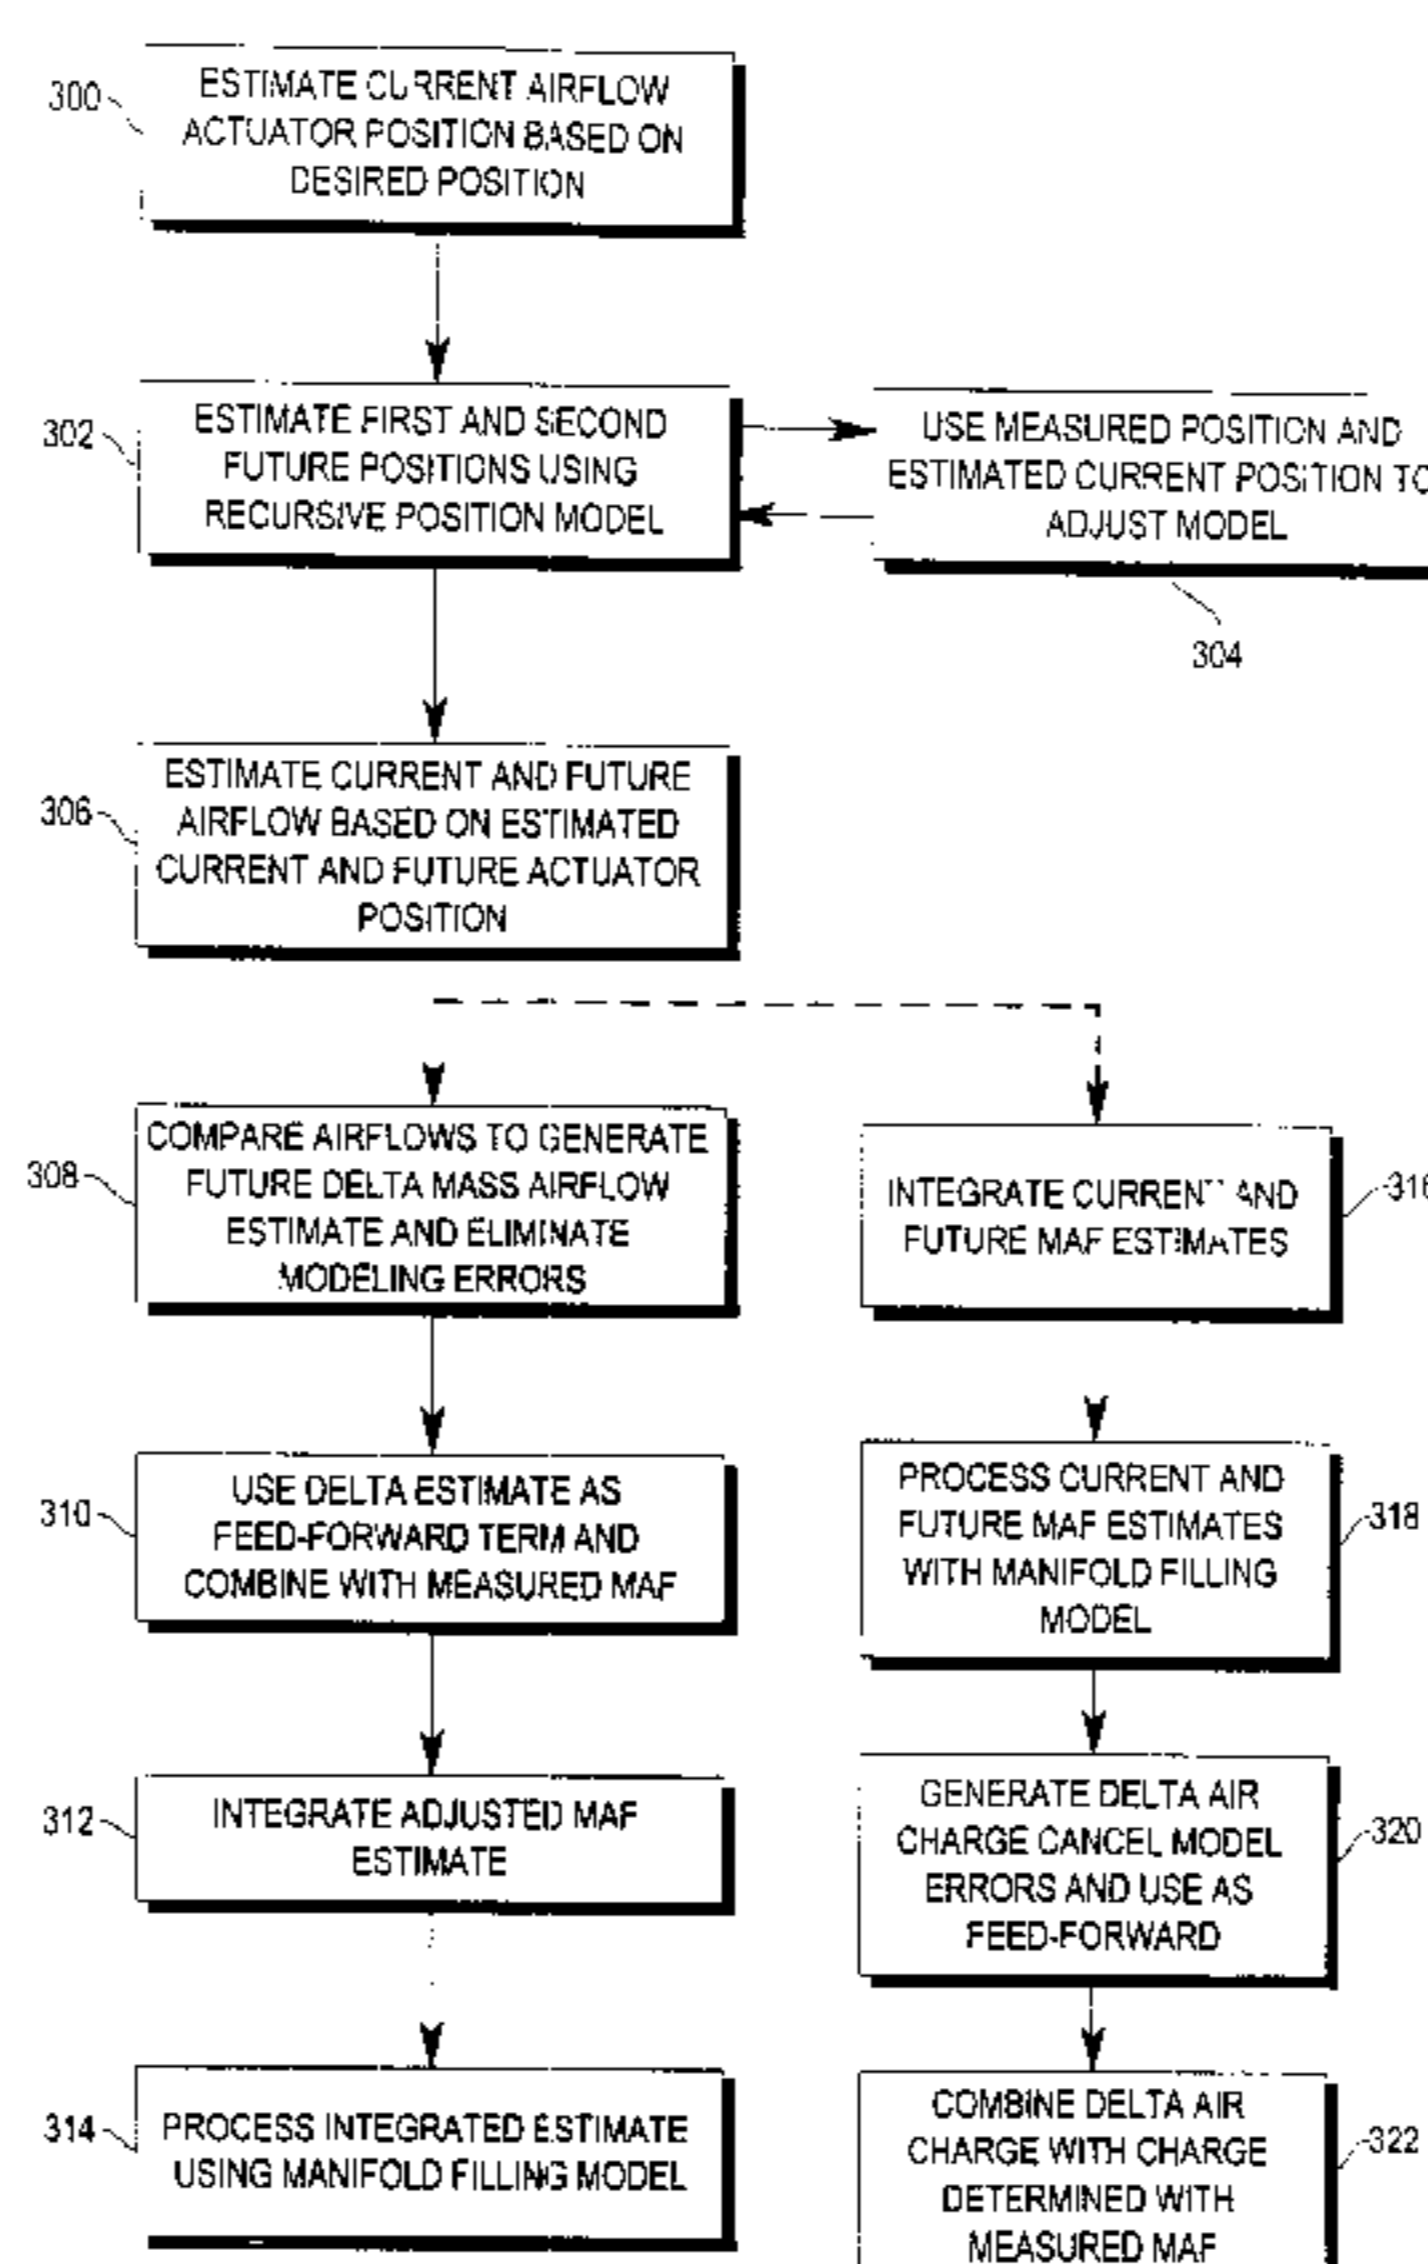 300
ESTIMATE CURRENT AIRFLOW
ACTUATOR POSITION BASED ON
DESIRED POSITION
302
ESTIMATE FIRST AND SECOND
FUTURE POSITIONS USING
RECURSIVE POSITION MODEL
USE MEASURED POSITION AND
ESTIMATED CURRENT POSITION TO
ADJUST MODEL
304
306
ESTIMATE CURRENT AND FUTURE
AIRFLOW BASED ON ESTIMATED
CURRENT AND FUTURE ACTUATOR
POSITION
308
COMPARE AIRFLOWS TO GENERATE
FUTURE DELTA MASS AIRFLOW
ESTIMATE AND ELIMINATE
MODELING ERRORS
INTEGRATE CURRENT AND
FUTURE MAF ESTIMATES
316
310
USE DELTA ESTIMATE AS
FEED-FORWARD TERM AND
COMBINE WITH MEASURED MAF
PROCESS CURRENT AND
FUTURE MAF ESTIMATES
WITH MANIFOLD FILLING
MODEL
318
312
INTEGRATE ADJUSTED MAF
ESTIMATE
GENERATE DELTA AIR
CHARGE CANCEL MODEL
ERRORS AND USE AS
FEED-FORWARD
320
314
PROCESS INTEGRATED ESTIMATE
USING MANIFOLD FILLING MODEL
COMBINE DELTA AIR
CHARGE WITH CHARGE
DETERMINED WITH
MEASURED MAF
322